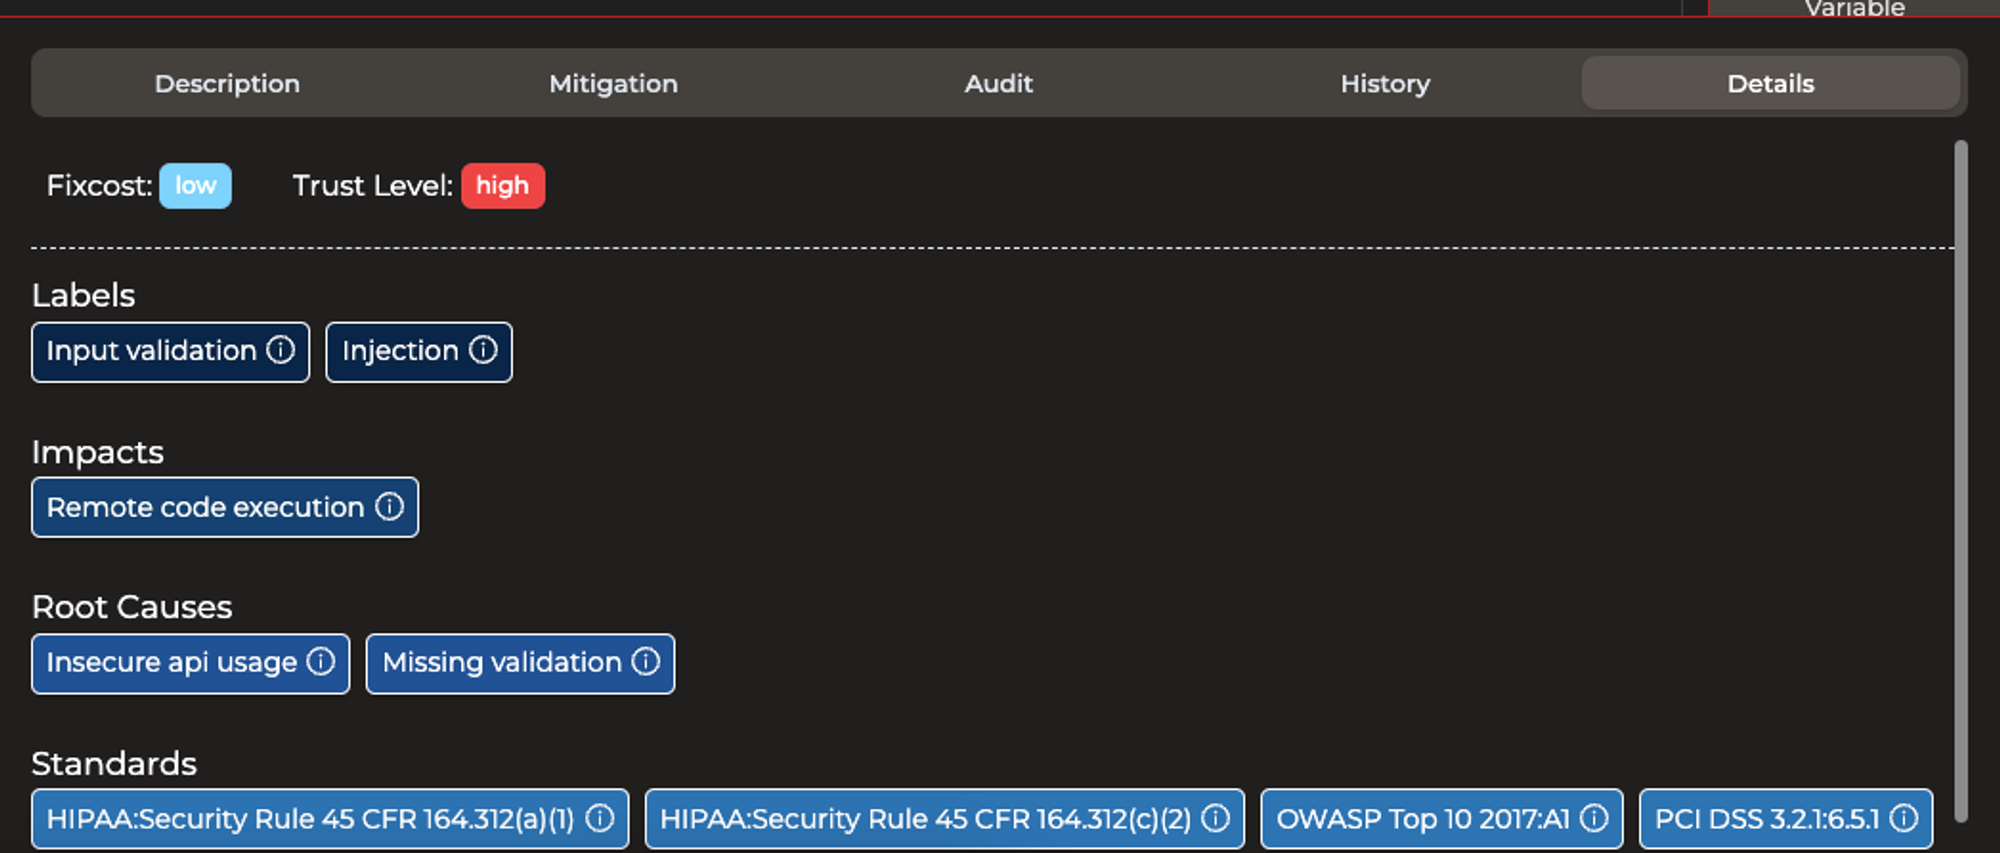 Variable
Description Mitigation Audit History Details
Fixcost: low Trust Level: high
Labels
Input validation Injection
Impacts
Remote code execution
Root Causes
Insecure api usage Missing validation
Standards
HIPAA:Security Rule 45 CFR 164.312(a)(1) HIPAA:Security Rule 45 CFR 164.312(c)(2) OWASP Top 10 2017:A1 PCI DSS 3.2.1:6.5.1